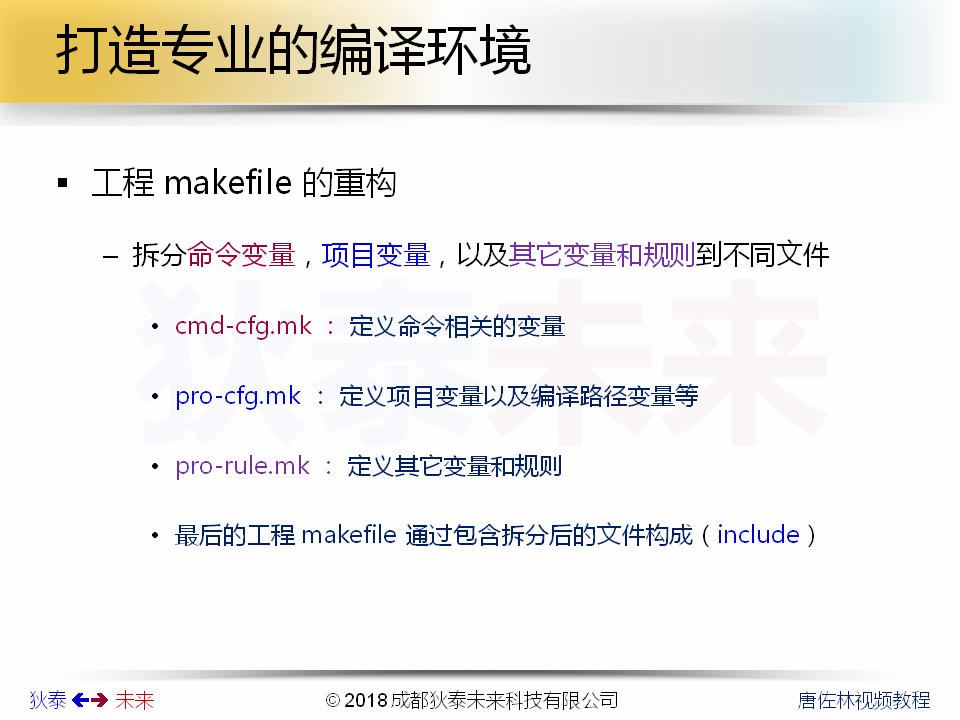 打造专业的编译环境
▪ 工程 makefile 的重构
– 拆分命令变量，项目变量，以及其它变量和规则到不同文件
• cmd-cfg.mk ： 定义命令相关的变量
• pro-cfg.mk ： 定义项目变量以及编译路径变量等
• pro-rule.mk ： 定义其它变量和规则
• 最后的工程 makefile 通过包含拆分后的文件构成（include）
狄泰未来
狄泰 未来
© 2018 成都狄泰未来科技有限公司
唐佐林视频教程